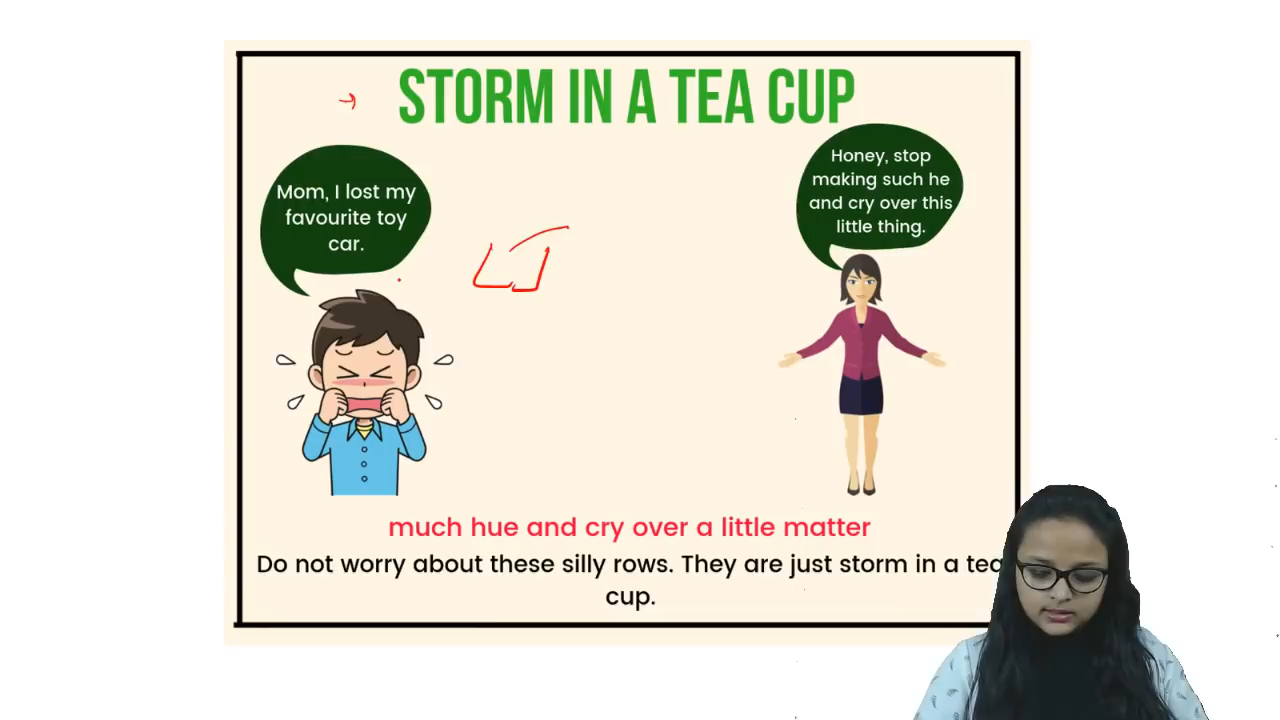 STORM IN A TEA CUP
Mom, I lost my
favourite toy
car.
Honey, stop
making such he
and cry over this
little thing.
much hue and cry over a little matter
Do not worry about these silly rows. They are just storm in a tea
cup.